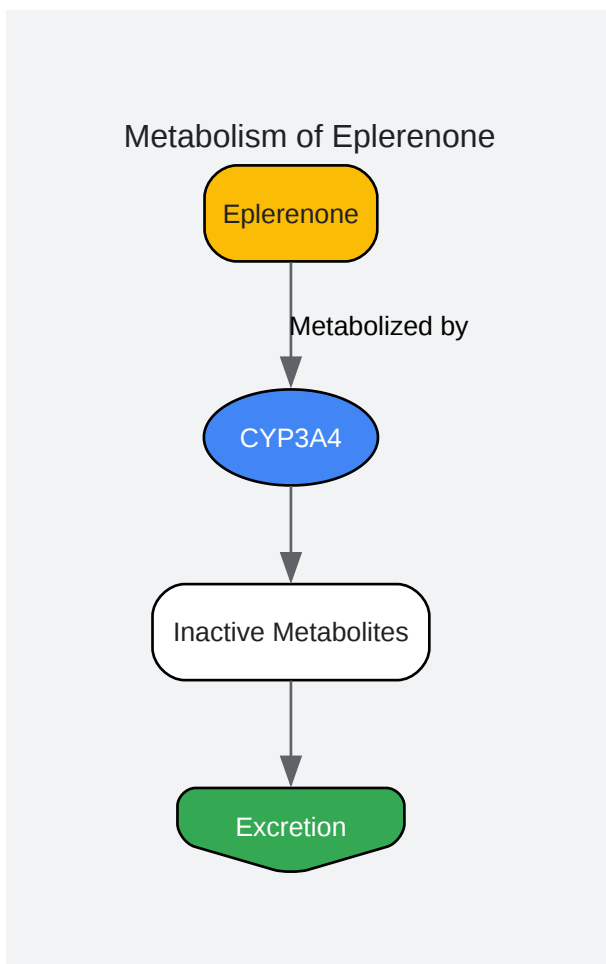 Metabolism of Eplerenone
Eplerenone
Metabolized by
CYP3A4
Inactive Metabolites
Excretion